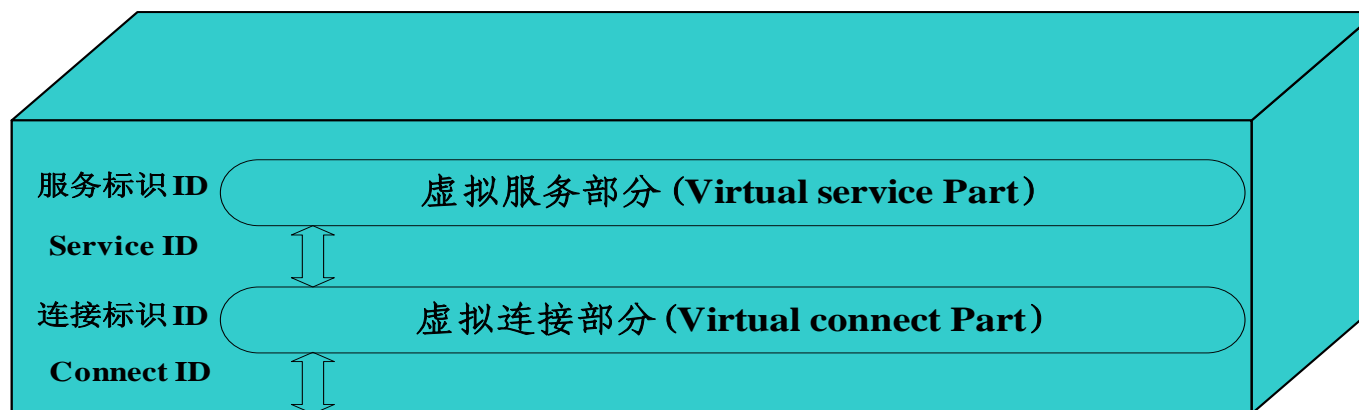 服务标识ID
虚拟服务部分(Virtual service Part)
Service ID
连接标识ID
虚拟连接部分(Virtual connect Part)
Connect ID